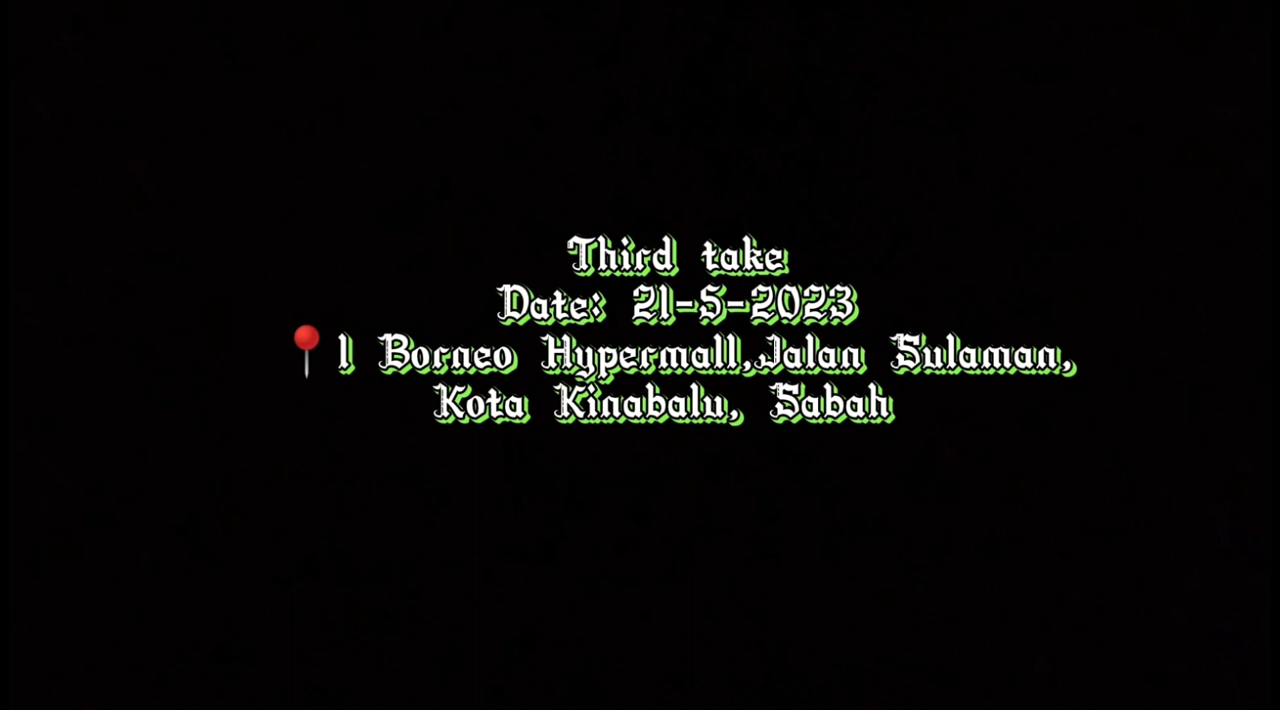 Third take
Date: 21-5-2023
📍1 Borneo Hypermall,Jalan Sulaman,
Kota Kinabalu, Sabah